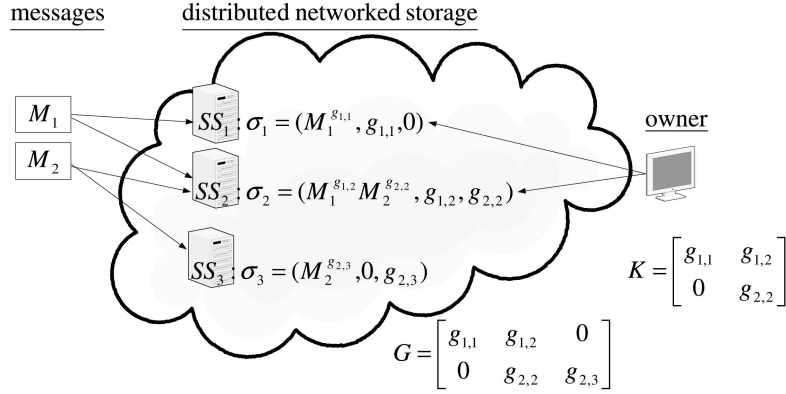 messages
distributed networked storage
M₁
M₂
SS₁ : σ₁ = (M₁^{g₁,₁}, g₁,₁, 0)
SS₂ : σ₂ = (M₁^{g₁,₂} M₂^{g₂,₂}, g₁,₂, g₂,₂)
SS₃ : σ₃ = (M₂^{g₂,₃}, 0, g₂,₃)
owner
K = [g₁,₁ g₁,₂
0 g₂,₂]
G = [g₁,₁ g₁,₂ 0
0 g₂,₂ g₂,₃]